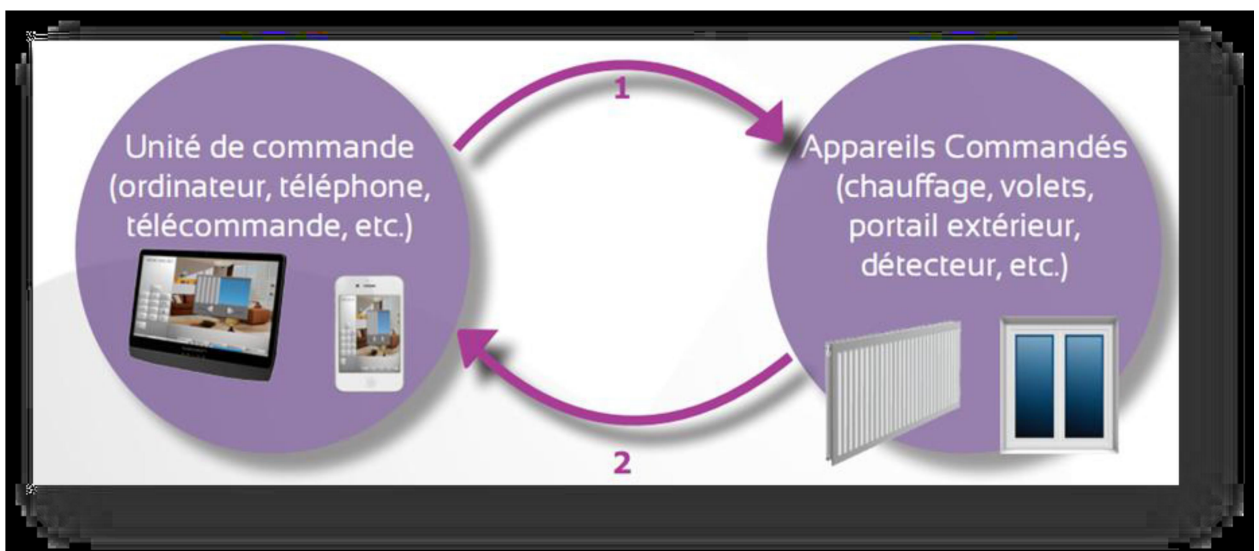 1
Unité de commande
(ordinateur, téléphone,
télécommande, etc.)
Appareils Commandés
(chauffage, volets,
portail extérieur,
détecteur, etc.)
2